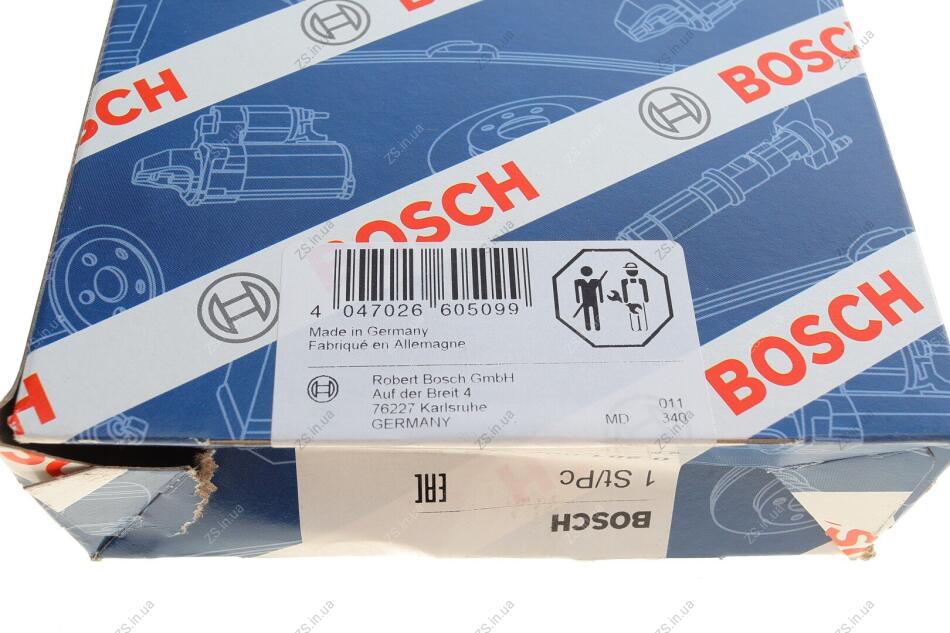 BOSCH
BOSCH
BOSCH
BOSCH
4 047026 605099
Made in Germany
Fabriqué en Allemagne
Robert Bosch GmbH
Auf der Breit 4
76227 Karlsruhe
GERMANY
011
MD 340
1 St/Pc
EAC
BOSCH
ZS.in.ua